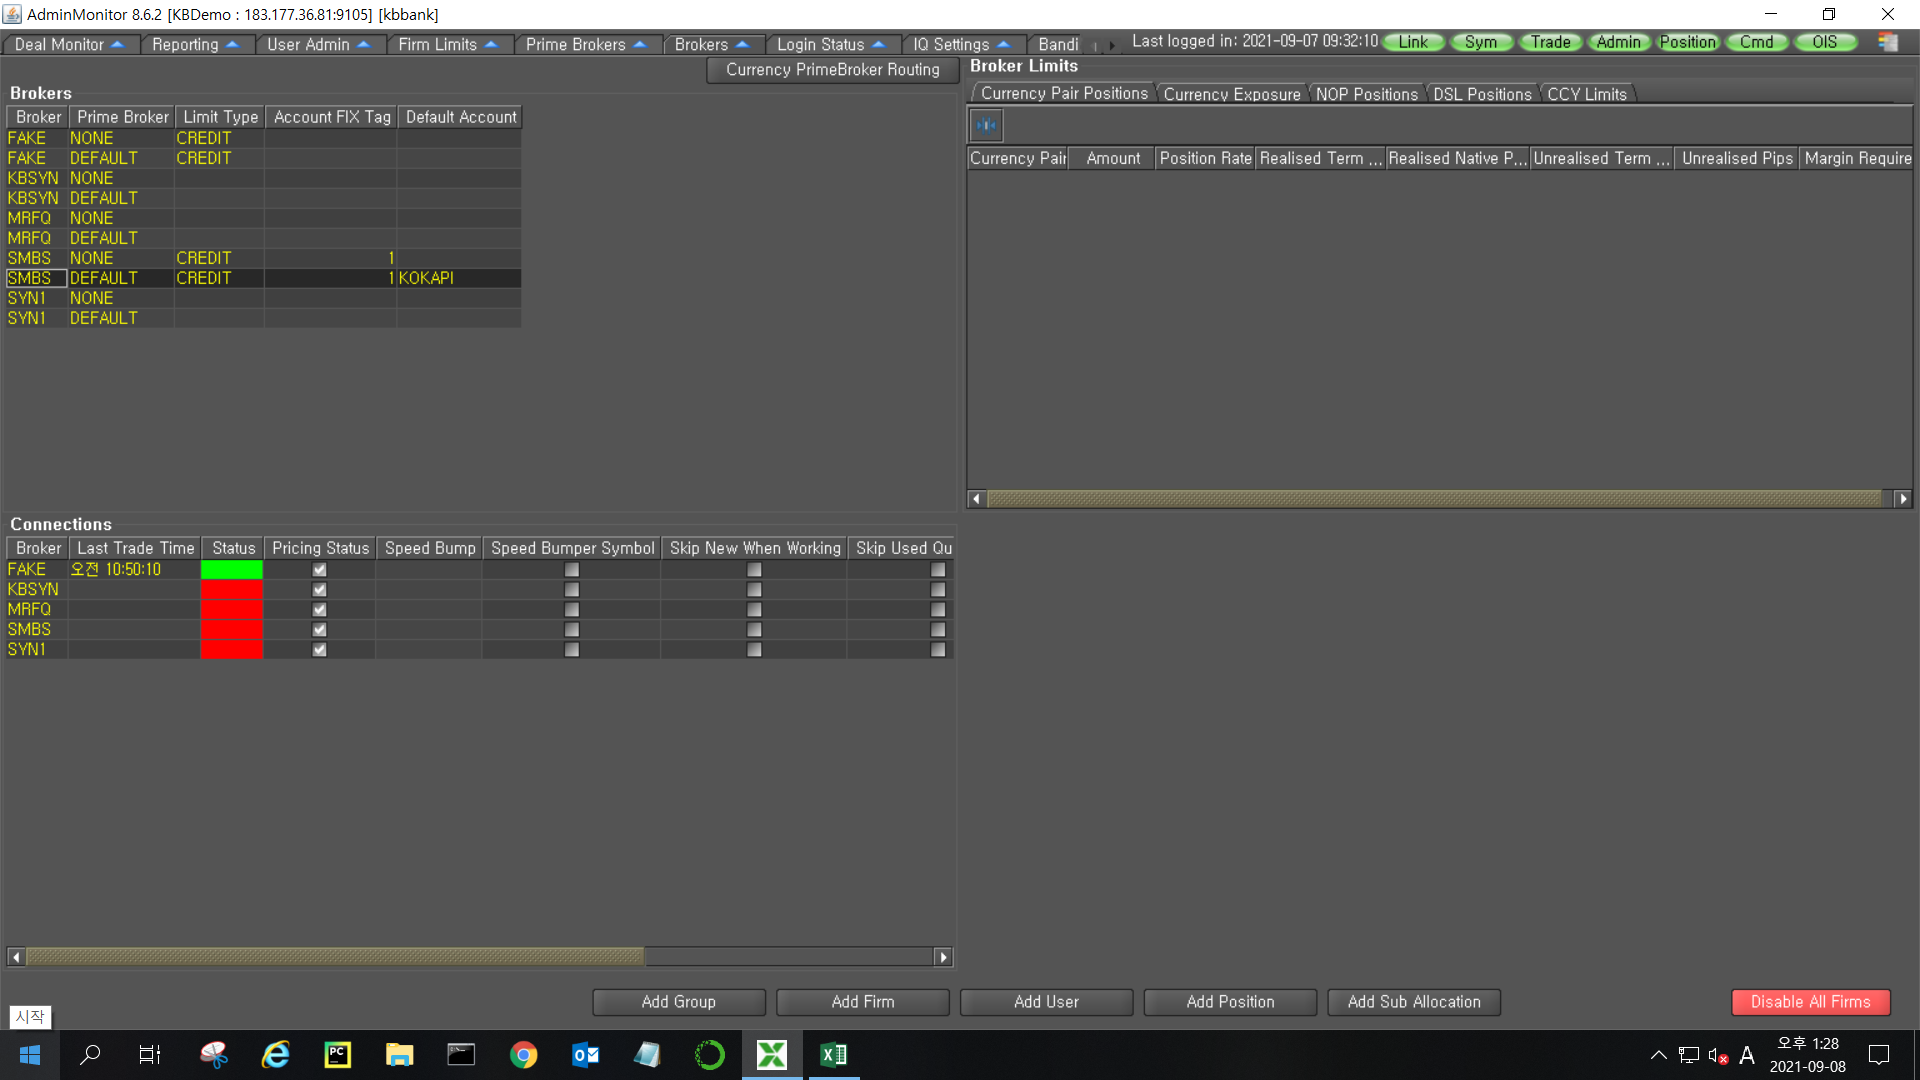 AdminMonitor 8.6.2 [KBDemo : 183.177.36.81:9105] [kbbank]
Deal Monitor Reporting User Admin Firm Limits Prime Brokers Brokers Login Status IQ Settings Bandi Last logged in: 2021-09-07 09:32:10 Link Sym Trade Admin Position Cmd OIS
Currency PrimeBroker Routing
Brokers
Broker Prime Broker Limit Type Account FIX Tag Default Account
FAKE NONE CREDIT
FAKE DEFAULT CREDIT
KBSYN NONE
KBSYN DEFAULT
MRFQ NONE
MRFQ DEFAULT
SMBS NONE CREDIT 1
SMBS DEFAULT CREDIT 1 KOKAPI
SYN1 NONE
SYN1 DEFAULT
Broker Limits
Currency Pair Positions Currency Exposure NOP Positions DSL Positions CCY Limits
Currency Pair Amount Position Rate Realised Term ... Realised Native P... Unrealised Term ... Unrealised Pips Margin Require
Connections
Broker Last Trade Time Status Pricing Status Speed Bump Speed Bumper Symbol Skip New When Working Skip Used Qu
FAKE 오전 10:50:10
KBSYN
MRFQ
SMBS
SYN1
Add Group Add Firm Add User Add Position Add Sub Allocation Disable All Firms
시작
PC
A 오후 1:28
2021-09-08